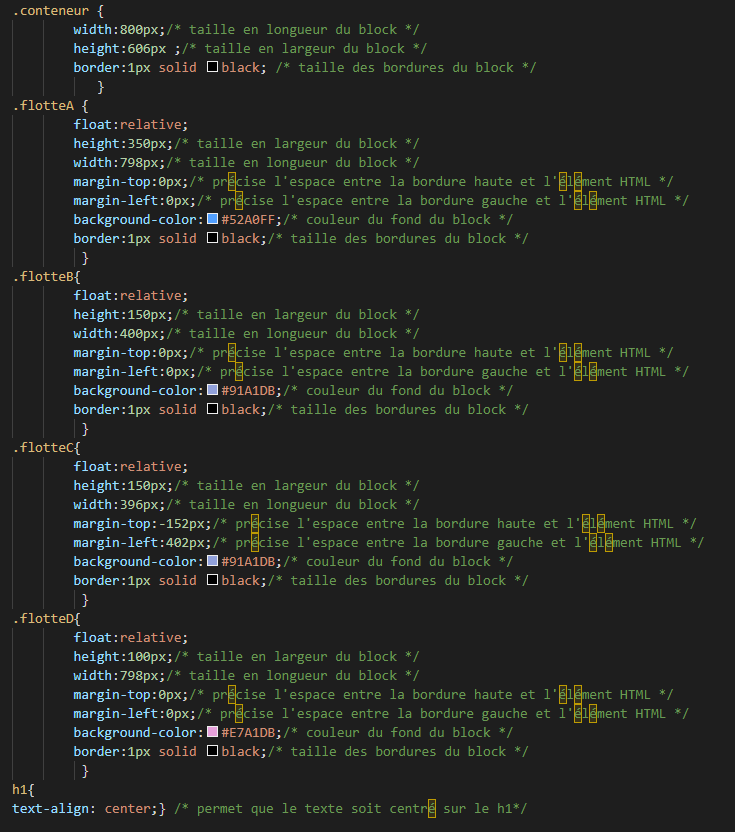 .conteneur {
width:800px;/* taille en longueur du block */
height:606px ;/* taille en largeur du block */
border:1px solid black; /* taille des bordures du block */
}
.flotteA {
float:relative;
height:350px;/* taille en largeur du block */
width:798px;/* taille en longueur du block */
margin-top:0px;/* précise l'espace entre la bordure haute et l'élément HTML */
margin-left:0px;/* précise l'espace entre la bordure gauche et l'élément HTML */
background-color:#52A0FF;/* couleur du fond du block */
border:1px solid black;/* taille des bordures du block */
}
.flotteB{
float:relative;
height:150px;/* taille en largeur du block */
width:400px;/* taille en longueur du block */
margin-top:0px;/* précise l'espace entre la bordure haute et l'élément HTML */
margin-left:0px;/* précise l'espace entre la bordure gauche et l'élément HTML */
background-color:#91A1DB;/* couleur du fond du block */
border:1px solid black;/* taille des bordures du block */
}
.flotteC{
float:relative;
height:150px;/* taille en largeur du block */
width:396px;/* taille en longueur du block */
margin-top:-152px;/* précise l'espace entre la bordure haute et l'élément HTML */
margin-left:402px;/* précise l'espace entre la bordure gauche et l'élément HTML */
background-color:#91A1DB;/* couleur du fond du block */
border:1px solid black;/* taille des bordures du block */
}
.flotteD{
float:relative;
height:100px;/* taille en largeur du block */
width:798px;/* taille en longueur du block */
margin-top:0px;/* précise l'espace entre la bordure haute et l'élément HTML */
margin-left:0px;/* précise l'espace entre la bordure gauche et l'élément HTML */
background-color:#E7A1DB;/* couleur du fond du block */
border:1px solid black;/* taille des bordures du block */
}
h1{
text-align: center;} /* permet que le texte soit centré sur le h1*/